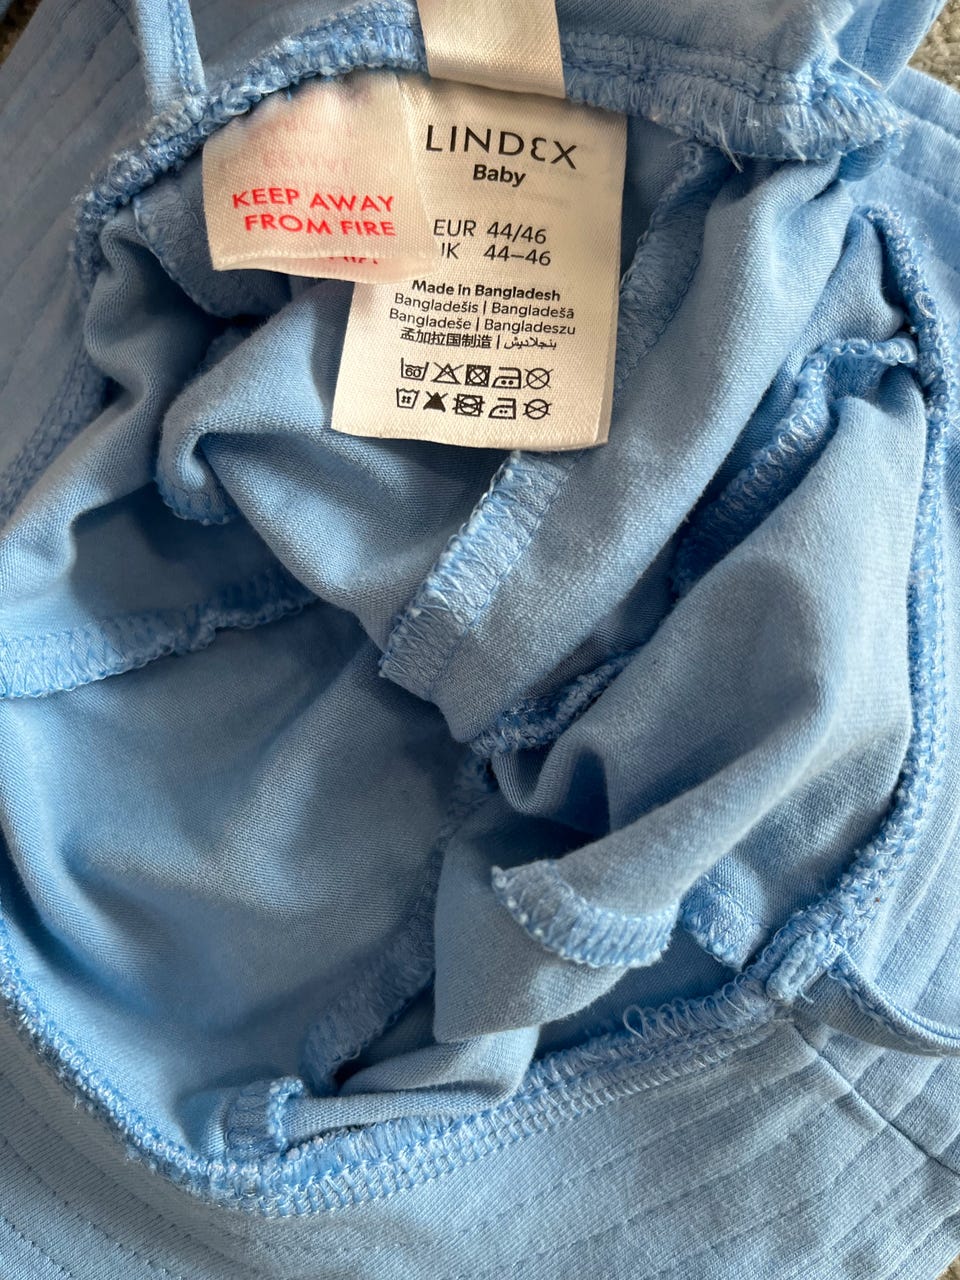 KEEP AWAY
FROM FIRE
LINDEX
Baby
EUR 44/46
UK 44–46
Made in Bangladesh
Bangladešis | Bangladešā
Bangladeše | Bangladeszu
孟加拉国制造 | بنجلاديش
60